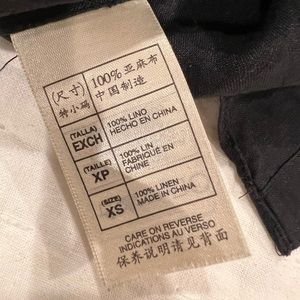 (尺寸) 100% 亚麻布
特小码 中国制造
(TALLA) 100% LINO
EXCH HECHO EN CHINA
(TAILLE) 100% LIN
XP FABRIQUÉ EN
CHINE
(SIZE) 100% LINEN
XS MADE IN CHINA
CARE ON REVERSE
INDICATIONS AU VERSO
保养说明请见背面